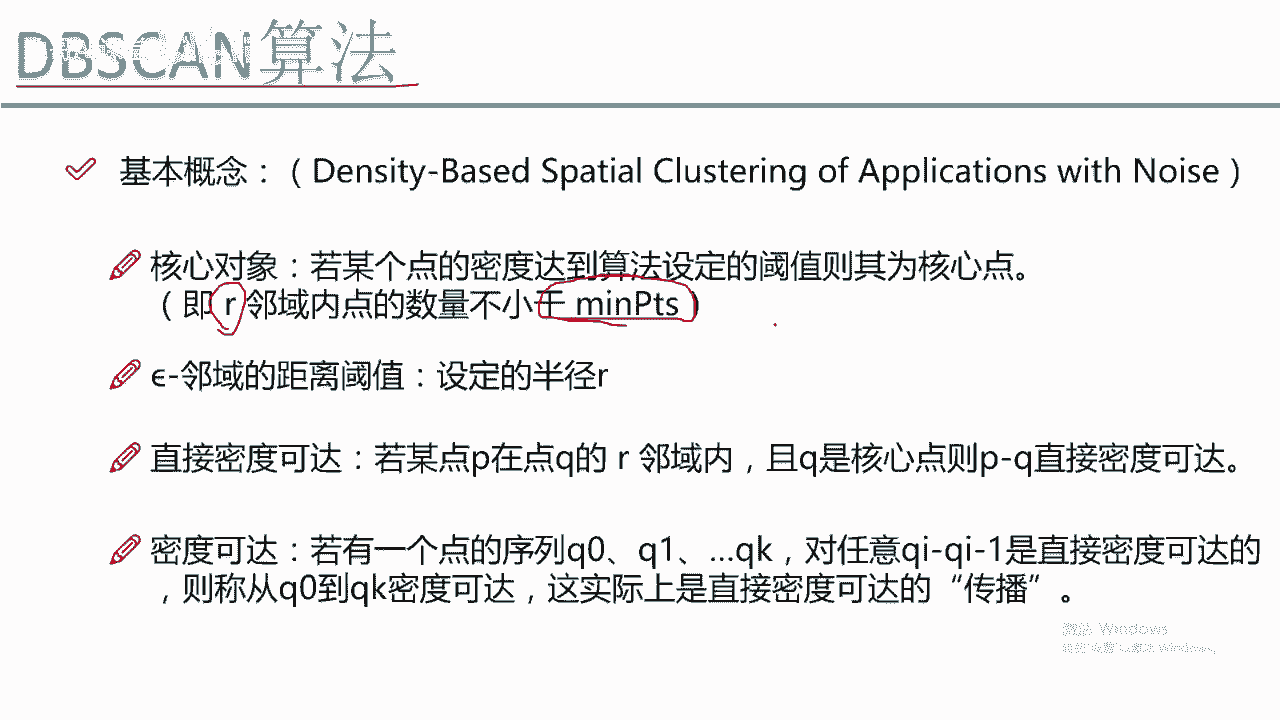 DBSCAN算法
基本概念：（Density-Based Spatial Clustering of Applications with Noise）
核心对象：若某个点的密度达到算法设定的阈值则其为核心点。
（即 r 邻域内点的数量不小于 minPts）
ϵ-邻域的距离阈值：设定的半径r
直接密度可达：若某点p在点q的 r 邻域内，且q是核心点则p-q直接密度可达。
密度可达：若有一个点的序列q0、q1、…qk，对任意qi-qi-1是直接密度可达的
，则称从q0到qk密度可达，这实际上是直接密度可达的“传播”。
激活 Windows